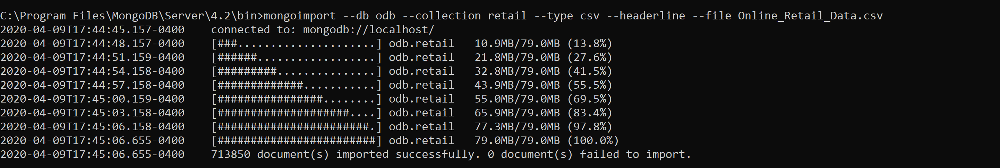 C:\Program Files\MongoDB\Server\4.2\bin>mongoimport --db odb --collection retail --type csv --headerline --file Online_Retail_Data.csv
2020-04-09T17:44:45.157-0400    connected to: mongodb://localhost/
2020-04-09T17:44:48.157-0400    [###.....................] odb.retail   10.9MB/79.0MB (13.8%)
2020-04-09T17:44:51.159-0400    [######..................] odb.retail   21.8MB/79.0MB (27.6%)
2020-04-09T17:44:54.158-0400    [#########...............] odb.retail   32.8MB/79.0MB (41.5%)
2020-04-09T17:44:57.158-0400    [#############...........] odb.retail   43.9MB/79.0MB (55.5%)
2020-04-09T17:45:00.159-0400    [################........] odb.retail   55.0MB/79.0MB (69.5%)
2020-04-09T17:45:03.158-0400    [####################....] odb.retail   65.9MB/79.0MB (83.4%)
2020-04-09T17:45:06.158-0400    [#######################.] odb.retail   77.3MB/79.0MB (97.8%)
2020-04-09T17:45:06.655-0400    [########################] odb.retail   79.0MB/79.0MB (100.0%)
2020-04-09T17:45:06.655-0400    713850 document(s) imported successfully. 0 document(s) failed to import.